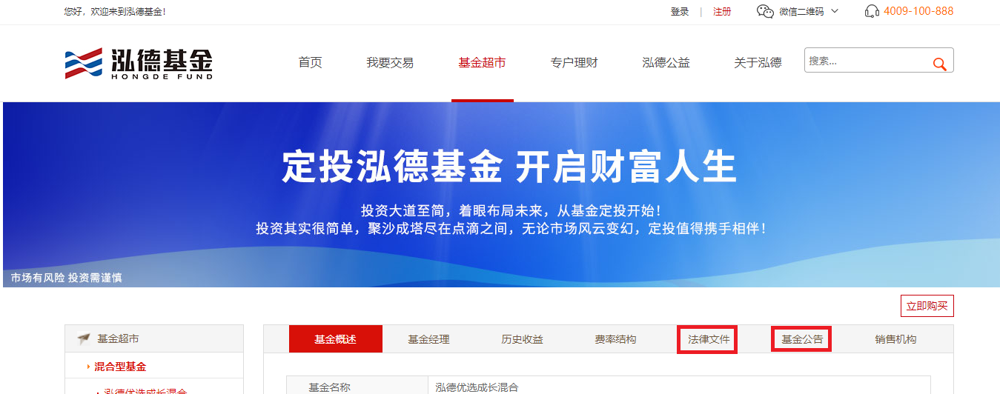 您好，欢迎来到泓德基金!
登录 | 注册 微信二维码 4009-100-888
泓德基金
HONGDE FUND
首页 我要交易 基金超市 专户理财 泓德公益 关于泓德 搜索...
定投泓德基金 开启财富人生
投资大道至简，着眼布局未来，从基金定投开始！
投资其实很简单，聚沙成塔尽在点滴之间，无论市场风云变幻，定投值得携手相伴！
市场有风险 投资需谨慎
立即购买
基金超市
混合型基金
泓德优选成长混合
基金概述 基金经理 历史收益 费率结构 法律文件 基金公告 销售机构
基金名称 泓德优选成长混合